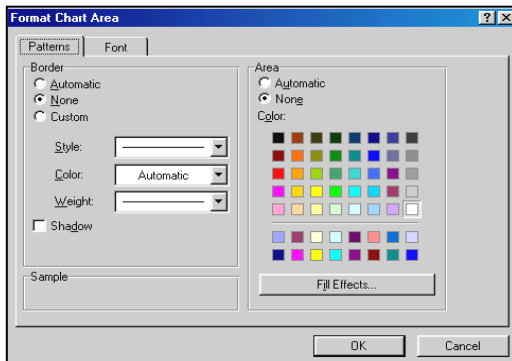 Format Chart Area
Patterns
Font
Border
Automatic
None
Custom
Style:
Color:
Automatic
Weight:
Shadow
Sample
Area
Automatic
None
Color:
Fill Effects...
OK
Cancel